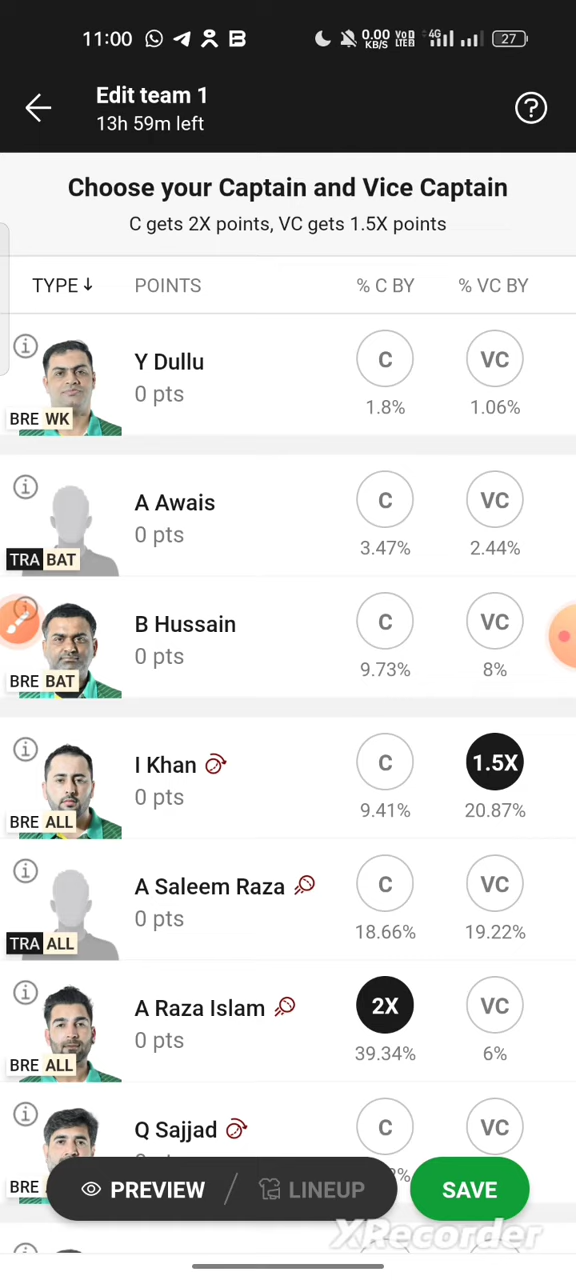 11:00 0.00 KB/S Vo LTE 4G 27
Edit team 1
13h 59m left
Choose your Captain and Vice Captain
C gets 2X points, VC gets 1.5X points
TYPE↓ POINTS % C BY % VC BY
Y Dullu C VC
0 pts
BRE WK 1.8% 1.06%
A Awais C VC
0 pts
TRA BAT 3.47% 2.44%
B Hussain C VC
0 pts
BRE BAT 9.73% 8%
I Khan C 1.5X
0 pts
BRE ALL 9.41% 20.87%
A Saleem Raza C VC
0 pts
TRA ALL 18.66% 19.22%
A Raza Islam 2X VC
0 pts
BRE ALL 39.34% 6%
Q Sajjad C VC
BRE
PREVIEW / LINEUP SAVE
XRecorder